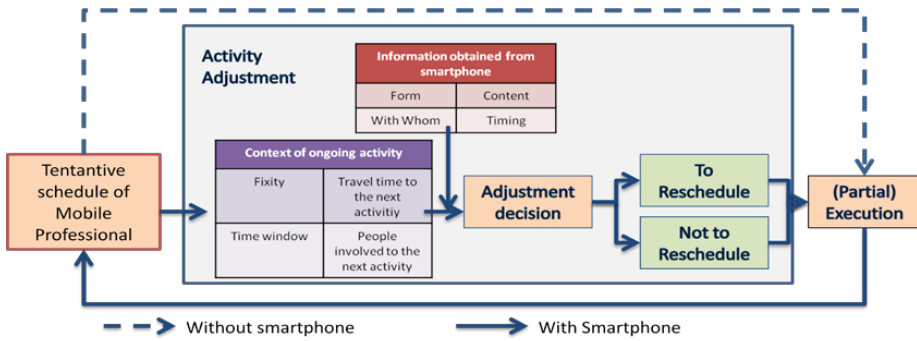 Activity
Adjustment
Information obtained from
smartphone
Form
Content
With Whom
Timing
Tentantive
schedule of
Mobile
Professional
Context of ongoing activity
Fixity
Travel time to
the next
activitiy
Time window
People
involved to the
next activity
Adjustment
decision
To
Reschedule
Not to
Reschedule
(Partial)
Execution
Without smartphone
With Smartphone